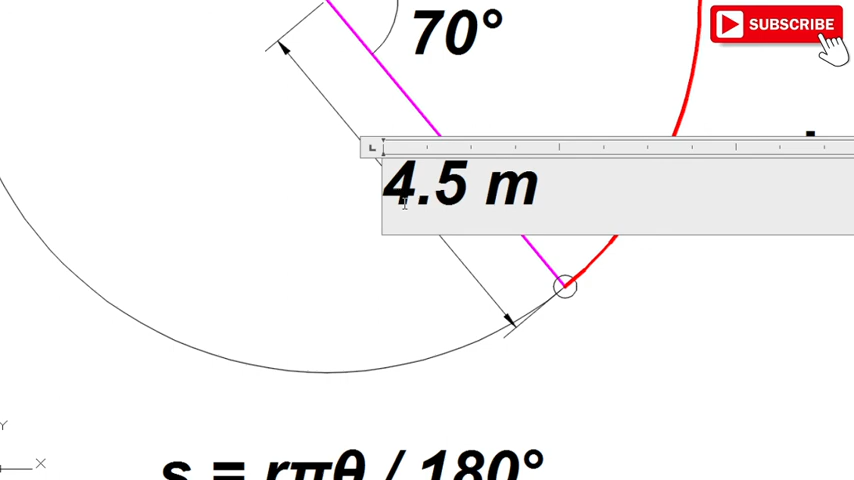 SUBSCRIBE
70°
4.5 m
Y
X
s = rπθ / 180°